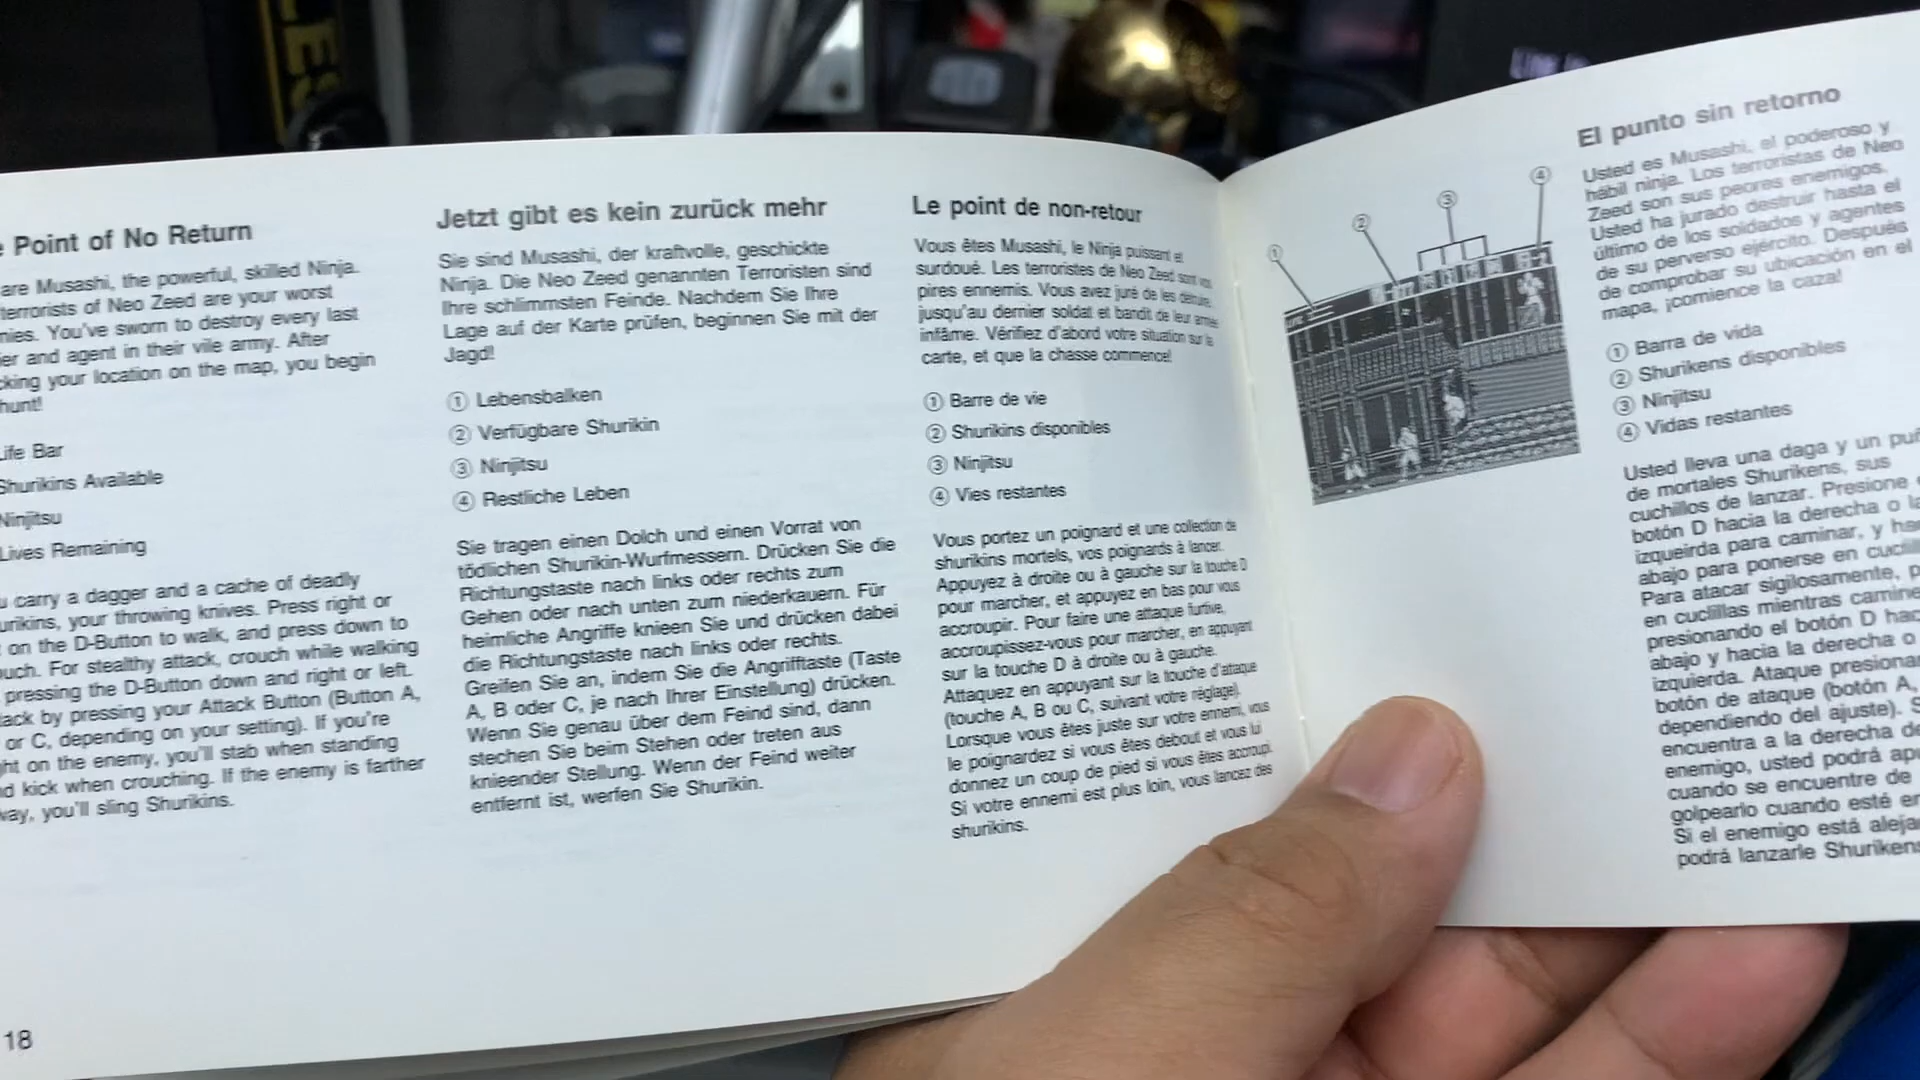 LES
Point of No Return
are Musashi, the powerful, skilled Ninja.
terrorists of Neo Zeed are your worst
nies. You've sworn to destroy every last
ier and agent in their vile army. After
cking your location on the map, you begin
hunt!
Life Bar
Shurikins Available
Ninjitsu
Lives Remaining
u carry a dagger and a cache of deadly
urikins, your throwing knives. Press right or
on the D-Button to walk, and press down to
uch. For stealthy attack, crouch while walking
pressing the D-Button down and right or left.
ack by pressing your Attack Button (Button A,
or C, depending on your setting). If you're
ht on the enemy, you'll stab when standing
nd kick when crouching. If the enemy is farther
way, you'll sling Shurikins.
18
Jetzt gibt es kein zurück mehr
Sie sind Musashi, der kraftvolle, geschickte
Ninja. Die Neo Zeed genannten Terroristen sind
Ihre schlimmsten Feinde. Nachdem Sie Ihre
Lage auf der Karte prüfen, beginnen Sie mit der
Jagd!
① Lebensbalken
② Verfügbare Shurikin
③ Ninjitsu
④ Restliche Leben
Sie tragen einen Dolch und einen Vorrat von
tödlichen Shurikin-Wurfmessern. Drücken Sie die
Richtungstaste nach links oder rechts zum
Gehen oder nach unten zum niederkauern. Für
heimliche Angriffe knieen Sie und drücken dabei
die Richtungstaste nach links oder rechts.
Greifen Sie an, indem Sie die Angrifftaste (Taste
A, B oder C, je nach Ihrer Einstellung) drücken.
Wenn Sie genau über dem Feind sind, dann
stechen Sie beim Stehen oder treten aus
knieender Stellung. Wenn der Feind weiter
entfernt ist, werfen Sie Shurikin.
Le point de non-retour
Vous êtes Musashi, le Ninja puissant et
surdoué. Les terroristes de Neo Zeed sont vos
pires ennemis. Vous avez juré de les détruire,
jusqu'au dernier soldat et bandit de leur armée
infâme. Vérifiez d'abord votre situation sur la
carte, et que la chasse commence!
① Barre de vie
② Shurikins disponibles
③ Ninjitsu
④ Vies restantes
Vous portez un poignard et une collection de
shurikins mortels, vos poignards à lancer.
Appuyez à droite ou à gauche sur la touche D
pour marcher, et appuyez en bas pour vous
accroupir. Pour faire une attaque furtive,
accroupissez-vous pour marcher, en appuyant
sur la touche D à droite ou à gauche.
Attaquez en appuyant sur la touche d'attaque
(touche A, B ou C, suivant votre réglage).
Lorsque vous êtes juste sur votre ennemi, vous
le poignardez si vous êtes debout et vous lui
donnez un coup de pied si vous êtes accroupi.
Si votre ennemi est plus loin, vous lancez des
shurikins.
① ② ③ ④
El punto sin retorno
Usted es Musashi, el poderoso y
hábil ninja. Los terroristas de Neo
Zeed son sus peores enemigos.
Usted ha jurado destruir hasta el
último de los soldados y agentes
de su perverso ejército. Después
de comprobar su ubicación en el
mapa, ¡comience la caza!
① Barra de vida
② Shurikens disponibles
③ Ninjitsu
④ Vidas restantes
Usted lleva una daga y un puñ
de mortales Shurikens, sus
cuchillos de lanzar. Presione e
botón D hacia la derecha o la
izqueirda para caminar, y hac
abajo para ponerse en cuclill
Para atacar sigilosamente, p
en cuclillas mientras camine
presionando el botón D hac
abajo y hacia la derecha o
izquierda. Ataque presionar
botón de ataque (botón A,
dependiendo del ajuste). S
encuentra a la derecha de
enemigo, usted podrá apu
cuando se encuentre de
golpearlo cuando esté en
Si el enemigo está aleja
podrá lanzarle Shurikens